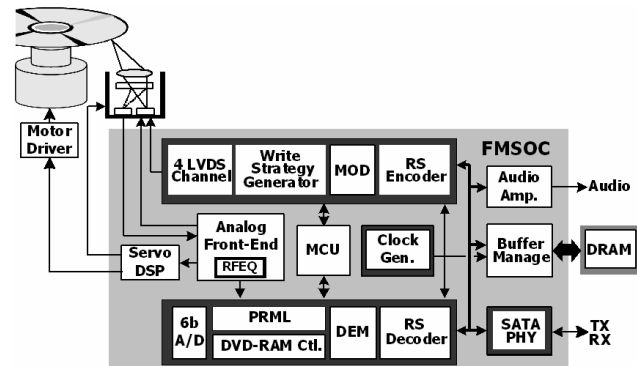 FMSOC
4 LVDS
Channel
Write
Strategy
Generator
MOD
RS
Encoder
Motor
Driver
Audio
Amp.
Audio
Analog
Front-End
RFEQ
MCU
Clock
Gen.
Buffer
Manage
DRAM
Servo
DSP
6b
A/D
PRML
DVD-RAM Ctl.
DEM
RS
Decoder
SATA
PHY
TX
RX